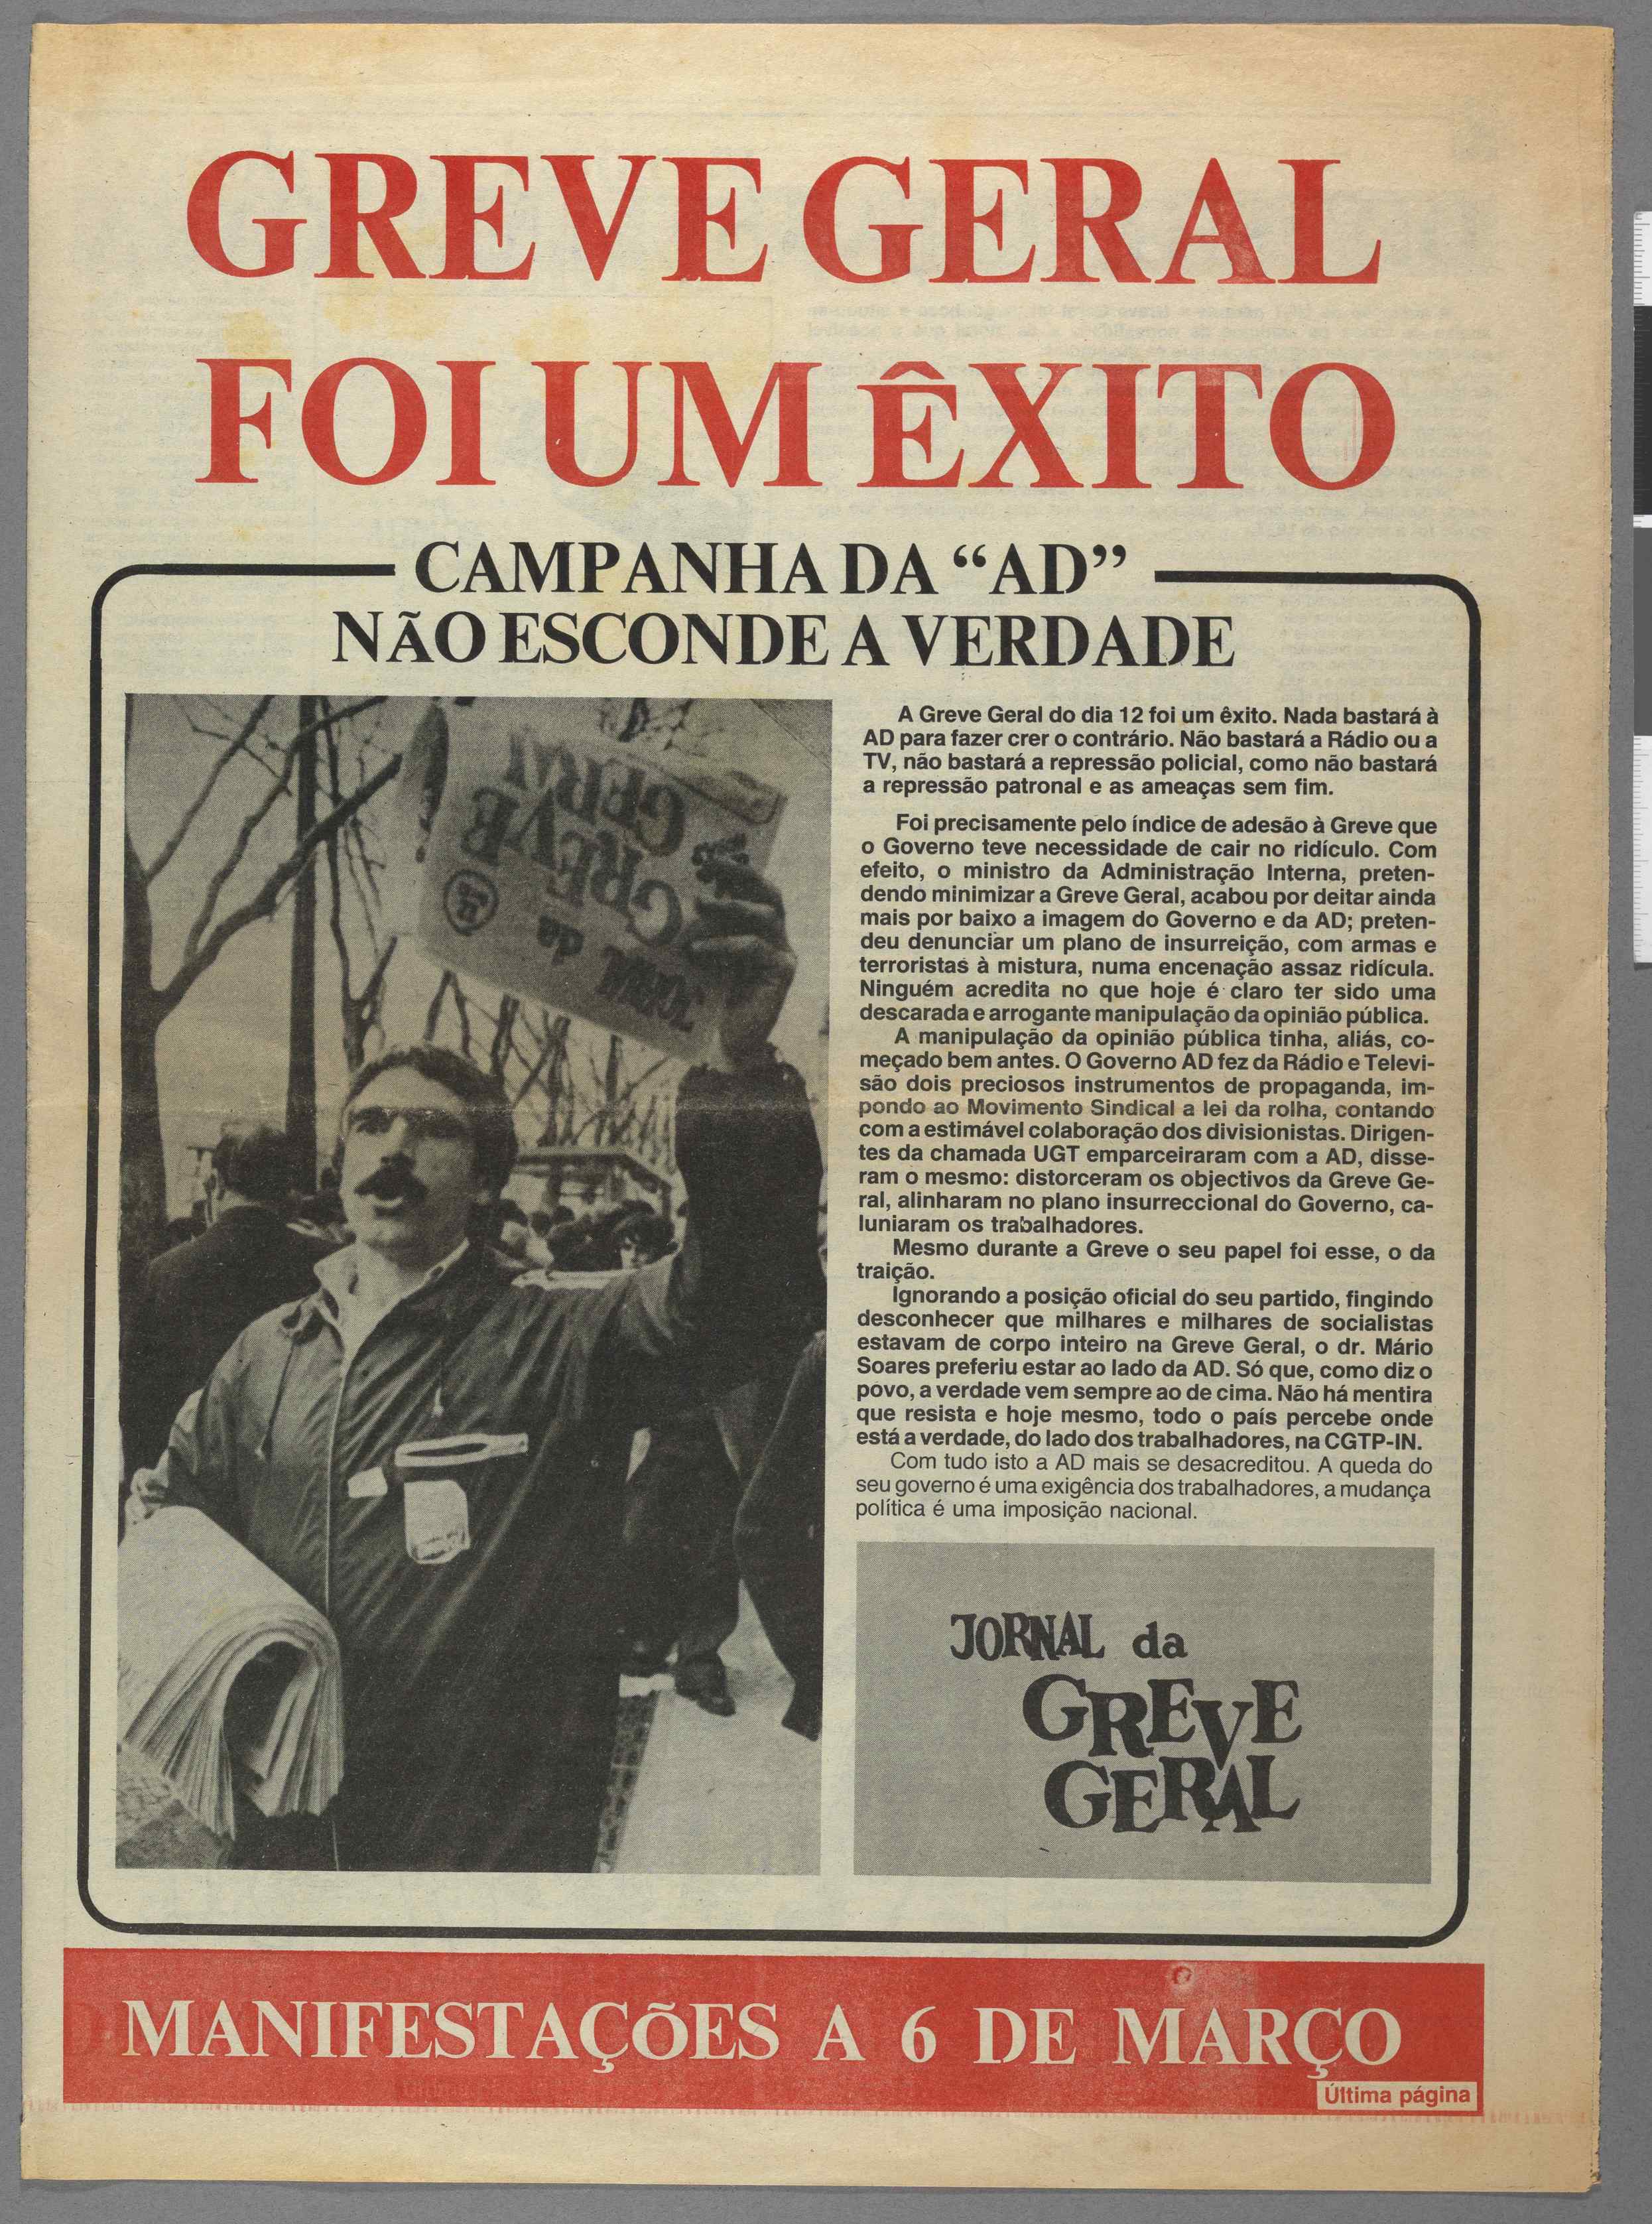 GREVE GERAL
FOI UM ÊXITO
CAMPANHA DA “AD”
NÃO ESCONDE A VERDADE
JORNAL
da
GREVE
GERAL
A Greve Geral do dia 12 foi um êxito. Nada bastará à
AD para fazer crer o contrário. Não bastará a Rádio ou a
TV, não bastará a repressão policial, como não bastará
a repressão patronal e as ameaças sem fim.
Foi precisamente pelo índice de adesão à Greve que
o Governo teve necessidade de cair no ridículo. Com
efeito, o ministro da Administração Interna, preten-
dendo minimizar a Greve Geral, acabou por deitar ainda
mais por baixo a imagem do Governo e da AD; preten-
deu denunciar um plano de insurreição, com armas e
terroristas à mistura, numa encenação assaz ridícula.
Ninguém acredita no que hoje é claro ter sido uma
descarada e arrogante manipulação da opinião pública.
A manipulação da opinião pública tinha, aliás, co-
meçado bem antes. O Governo AD fez da Rádio e Televi-
são dois preciosos instrumentos de propaganda, im-
pondo ao Movimento Sindical a lei da rolha, contando
com a estimável colaboração dos divisionistas. Dirigen-
tes da chamada UGT emparceiraram com a AD, disse-
ram o mesmo: distorceram os objectivos da Greve Ge-
ral, alinharam no plano insurreccional do Governo, ca-
luniaram os trabalhadores.
Mesmo durante a Greve o seu papel foi esse, o da
traição.
Ignorando a posição oficial do seu partido, fingindo
desconhecer que milhares e milhares de socialistas
estavam de corpo inteiro na Greve Geral, o dr. Mário
Soares preferiu estar ao lado da AD. Só que, como diz o
povo, a verdade vem sempre ao de cima. Não há mentira
que resista e hoje mesmo, todo o país percebe onde
está a verdade, do lado dos trabalhadores, na CGTP-IN.
Com tudo isto a AD mais se desacreditou. A queda do
seu governo é uma exigência dos trabalhadores, a mudança
política é uma imposição nacional.
JORNAL da
GREVE
GERAL
MANIFESTAÇÕES A 6 DE MARÇO
Última página